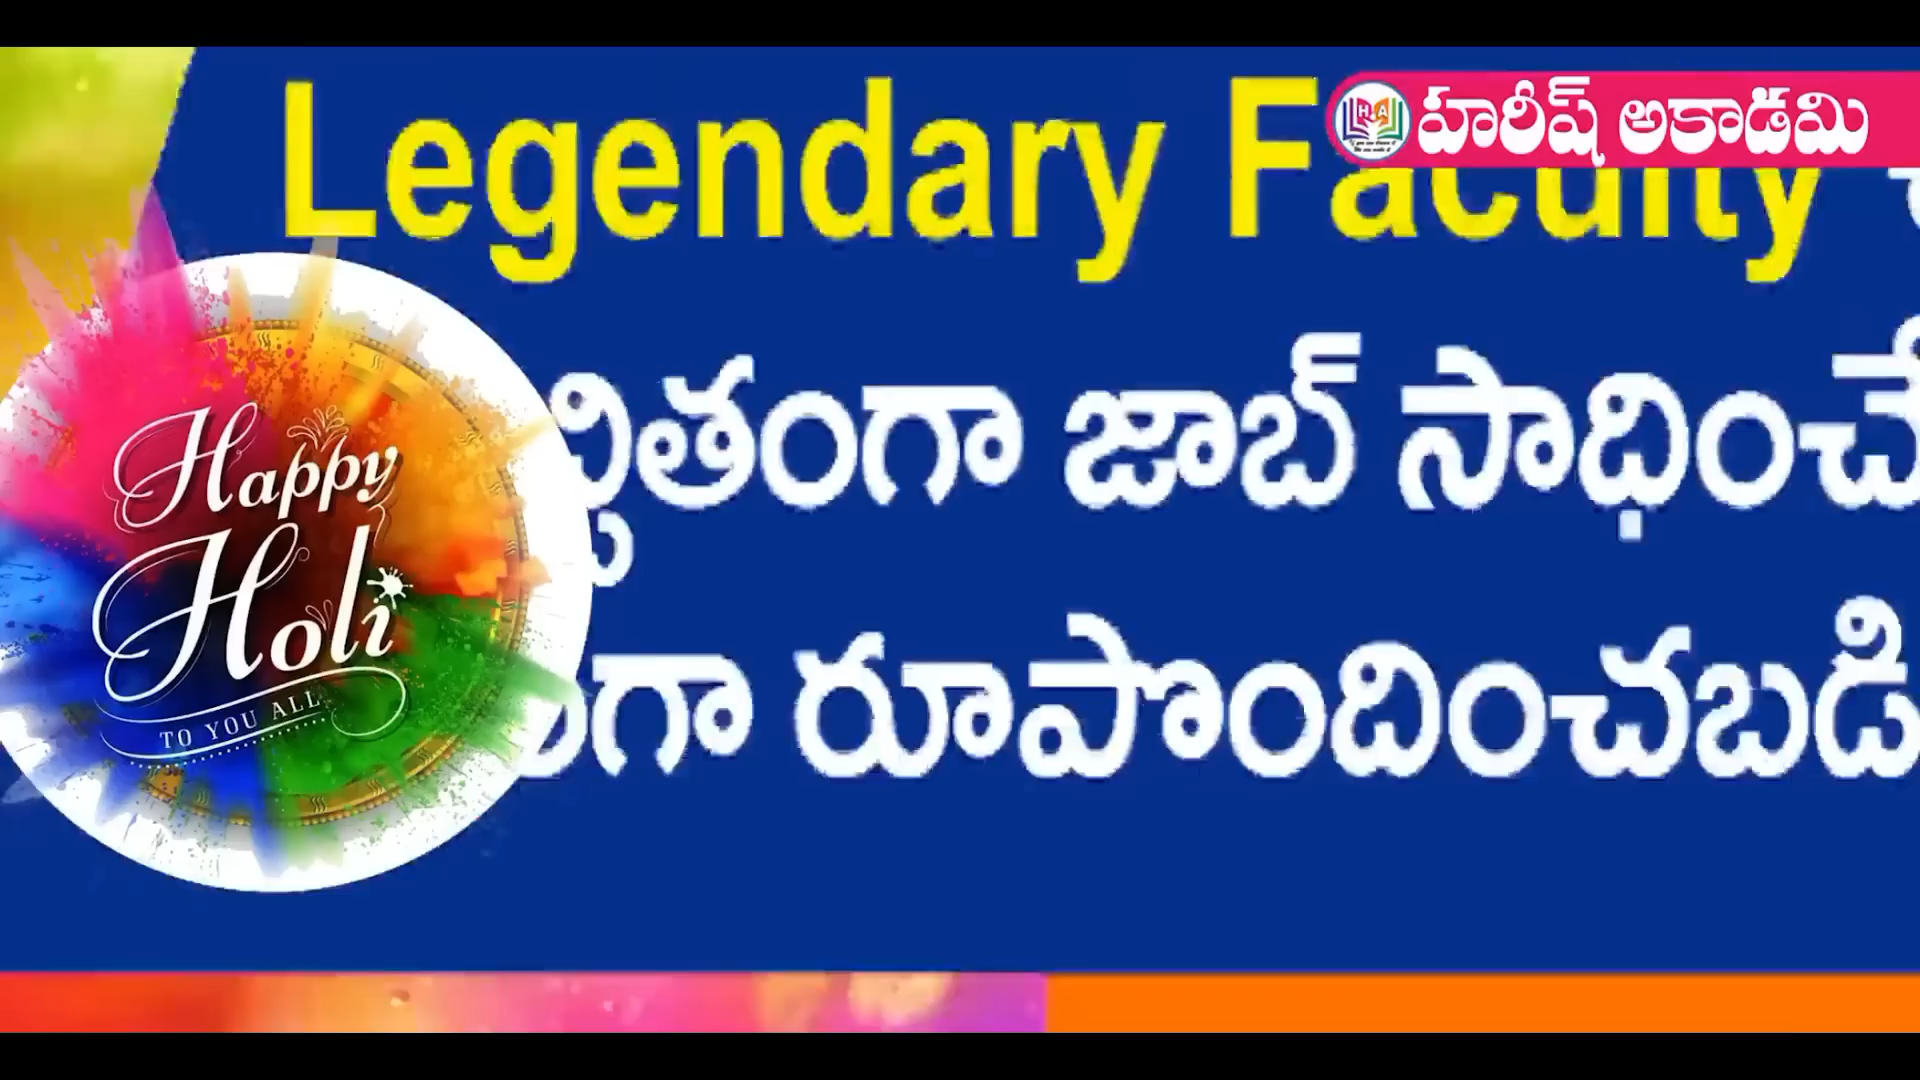 Legendary Faculty
హరీష్ అకాడమి
జాబ్ సాధించే
రూపొందించబడి
Happy
Holi
TO YOU ALL